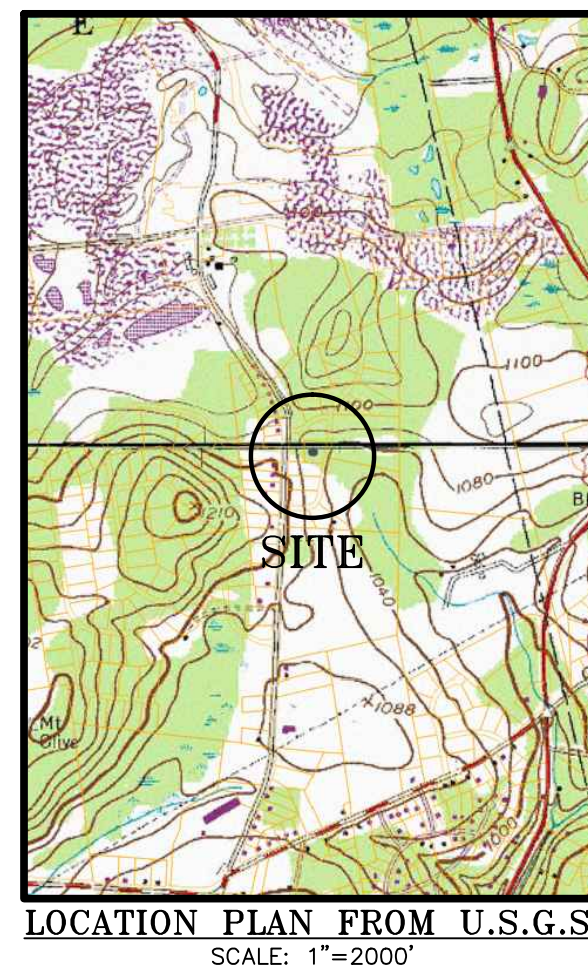 E
1100
1100
1100
1080
×1210
SITE
1040
×1088
Mt
Olive
1000
LOCATION PLAN FROM U.S.G.S
SCALE: 1"=2000'